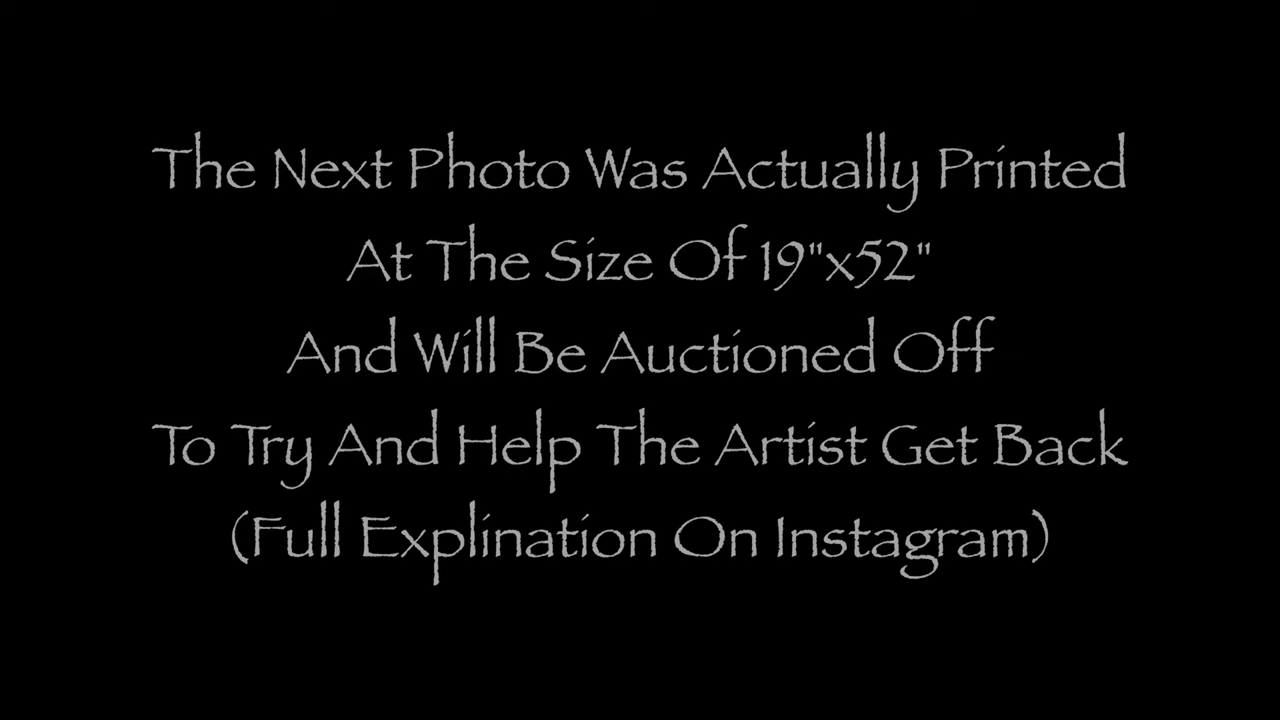 The Next Photo Was Actually Printed
At The Size Of 19"x52"
And Will Be Auctioned Off
To Try And Help The Artist Get Back
(Full Explination On Instagram)